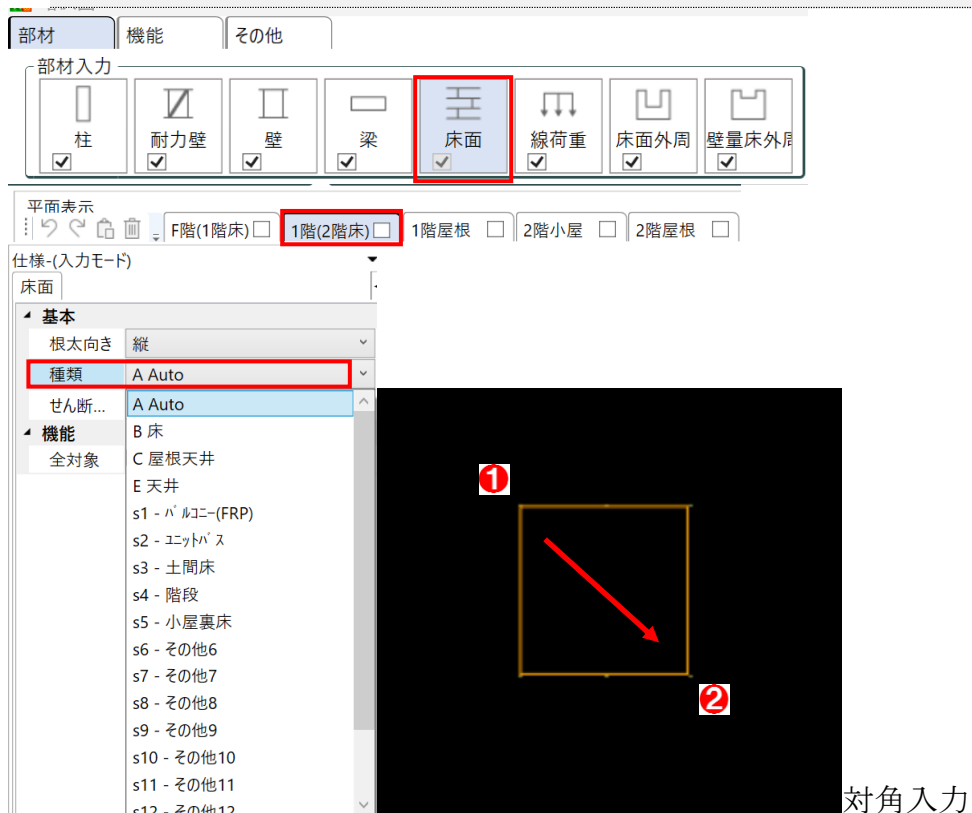 部材 機能 その他
部材入力
柱 耐力壁 壁 梁 床面 線荷重 床面外周 壁量床外周
平面表示
F階(1階床) 1階(2階床) 1階屋根 2階小屋 2階屋根
仕様-(入力モード)
床面
基本
根太向き 縦
種類 A Auto
せん断... A Auto
機能 B 床
全対象 C 屋根天井
E 天井
s1 - ﾊﾞﾙｺﾆｰ(FRP)
s2 - ﾕﾆｯﾄﾊﾞｽ
s3 - 土間床
s4 - 階段
s5 - 小屋裏床
s6 - その他6
s7 - その他7
s8 - その他8
s9 - その他9
s10 - その他10
s11 - その他11
s12 - その他12
❶
❷
対角入力